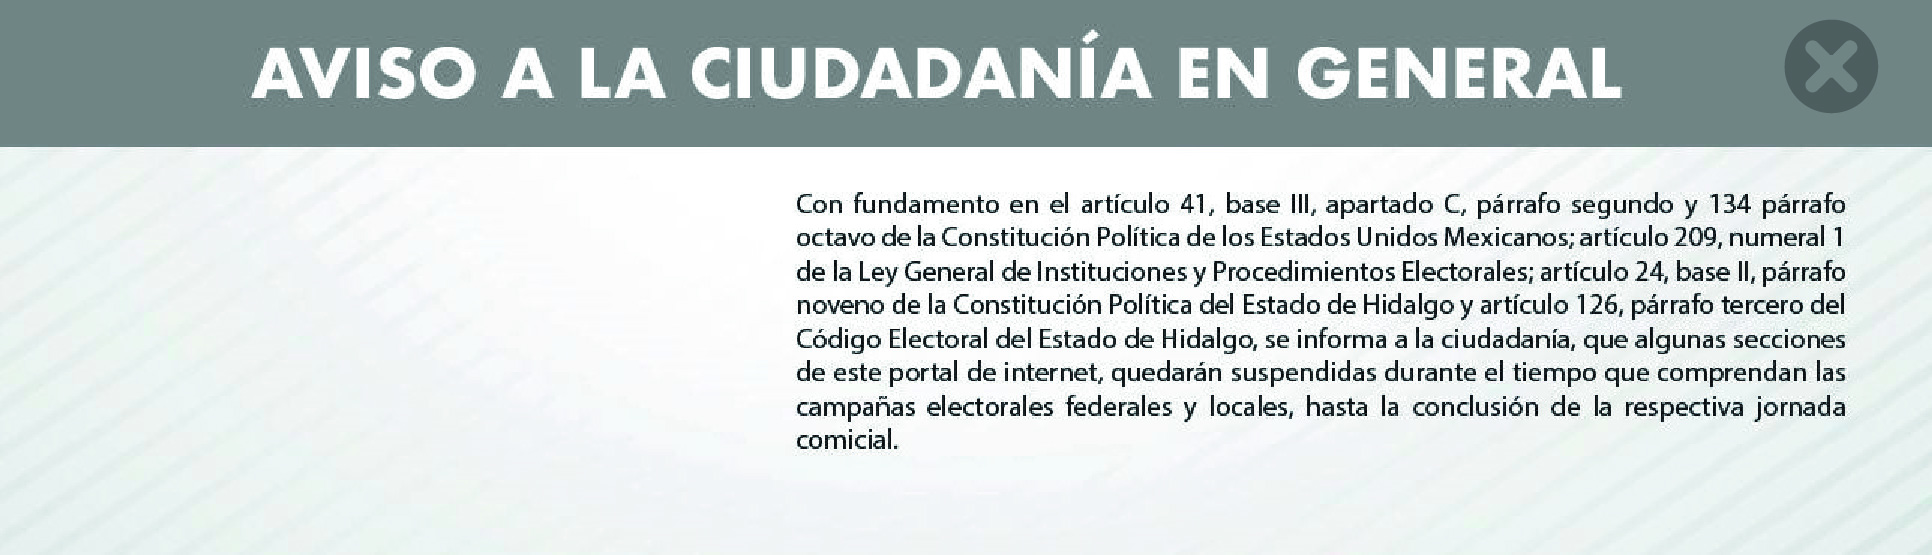 AVISO A LA CIUDADANÍA EN GENERAL
Con fundamento en el artículo 41, base III, apartado C, párrafo segundo y 134 párrafo
octavo de la Constitución Política de los Estados Unidos Mexicanos; artículo 209, numeral 1
de la Ley General de Instituciones y Procedimientos Electorales; artículo 24, base II, párrafo
noveno de la Constitución Política del Estado de Hidalgo y artículo 126, párrafo tercero del
Código Electoral del Estado de Hidalgo, se informa a la ciudadanía, que algunas secciones
de este portal de internet, quedarán suspendidas durante el tiempo que comprendan las
campañas electorales federales y locales, hasta la conclusión de la respectiva jornada
comicial.